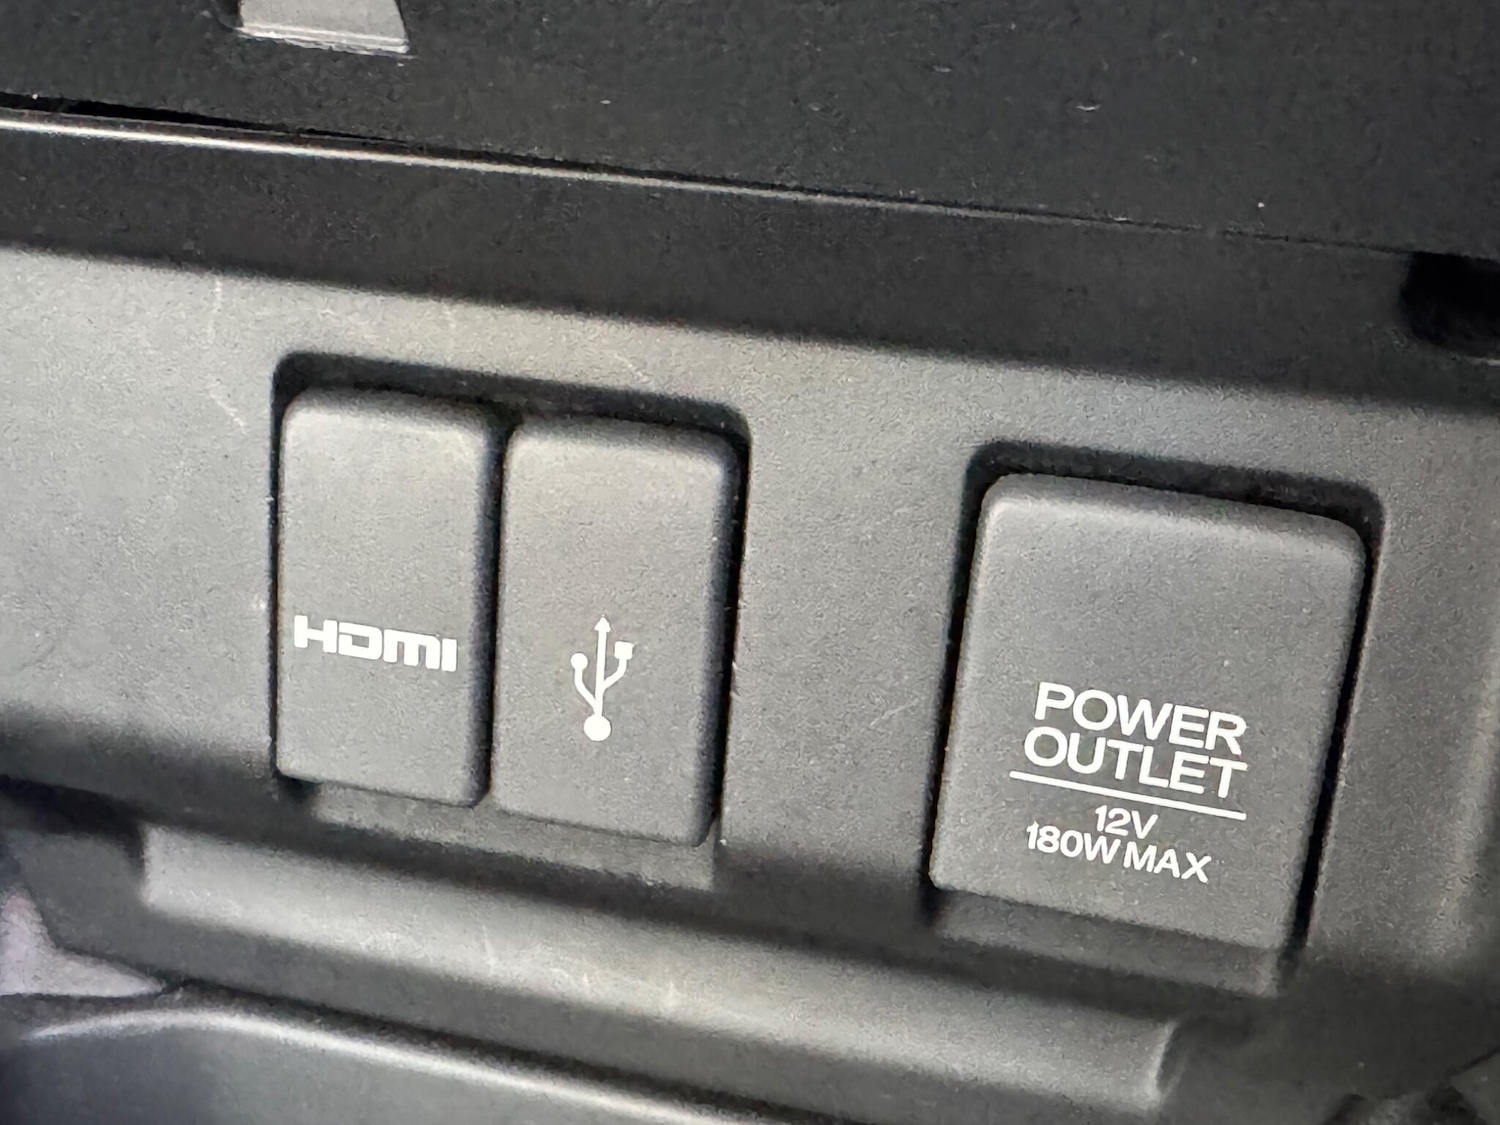 HDMI
POWER
OUTLET
12V
180W MAX